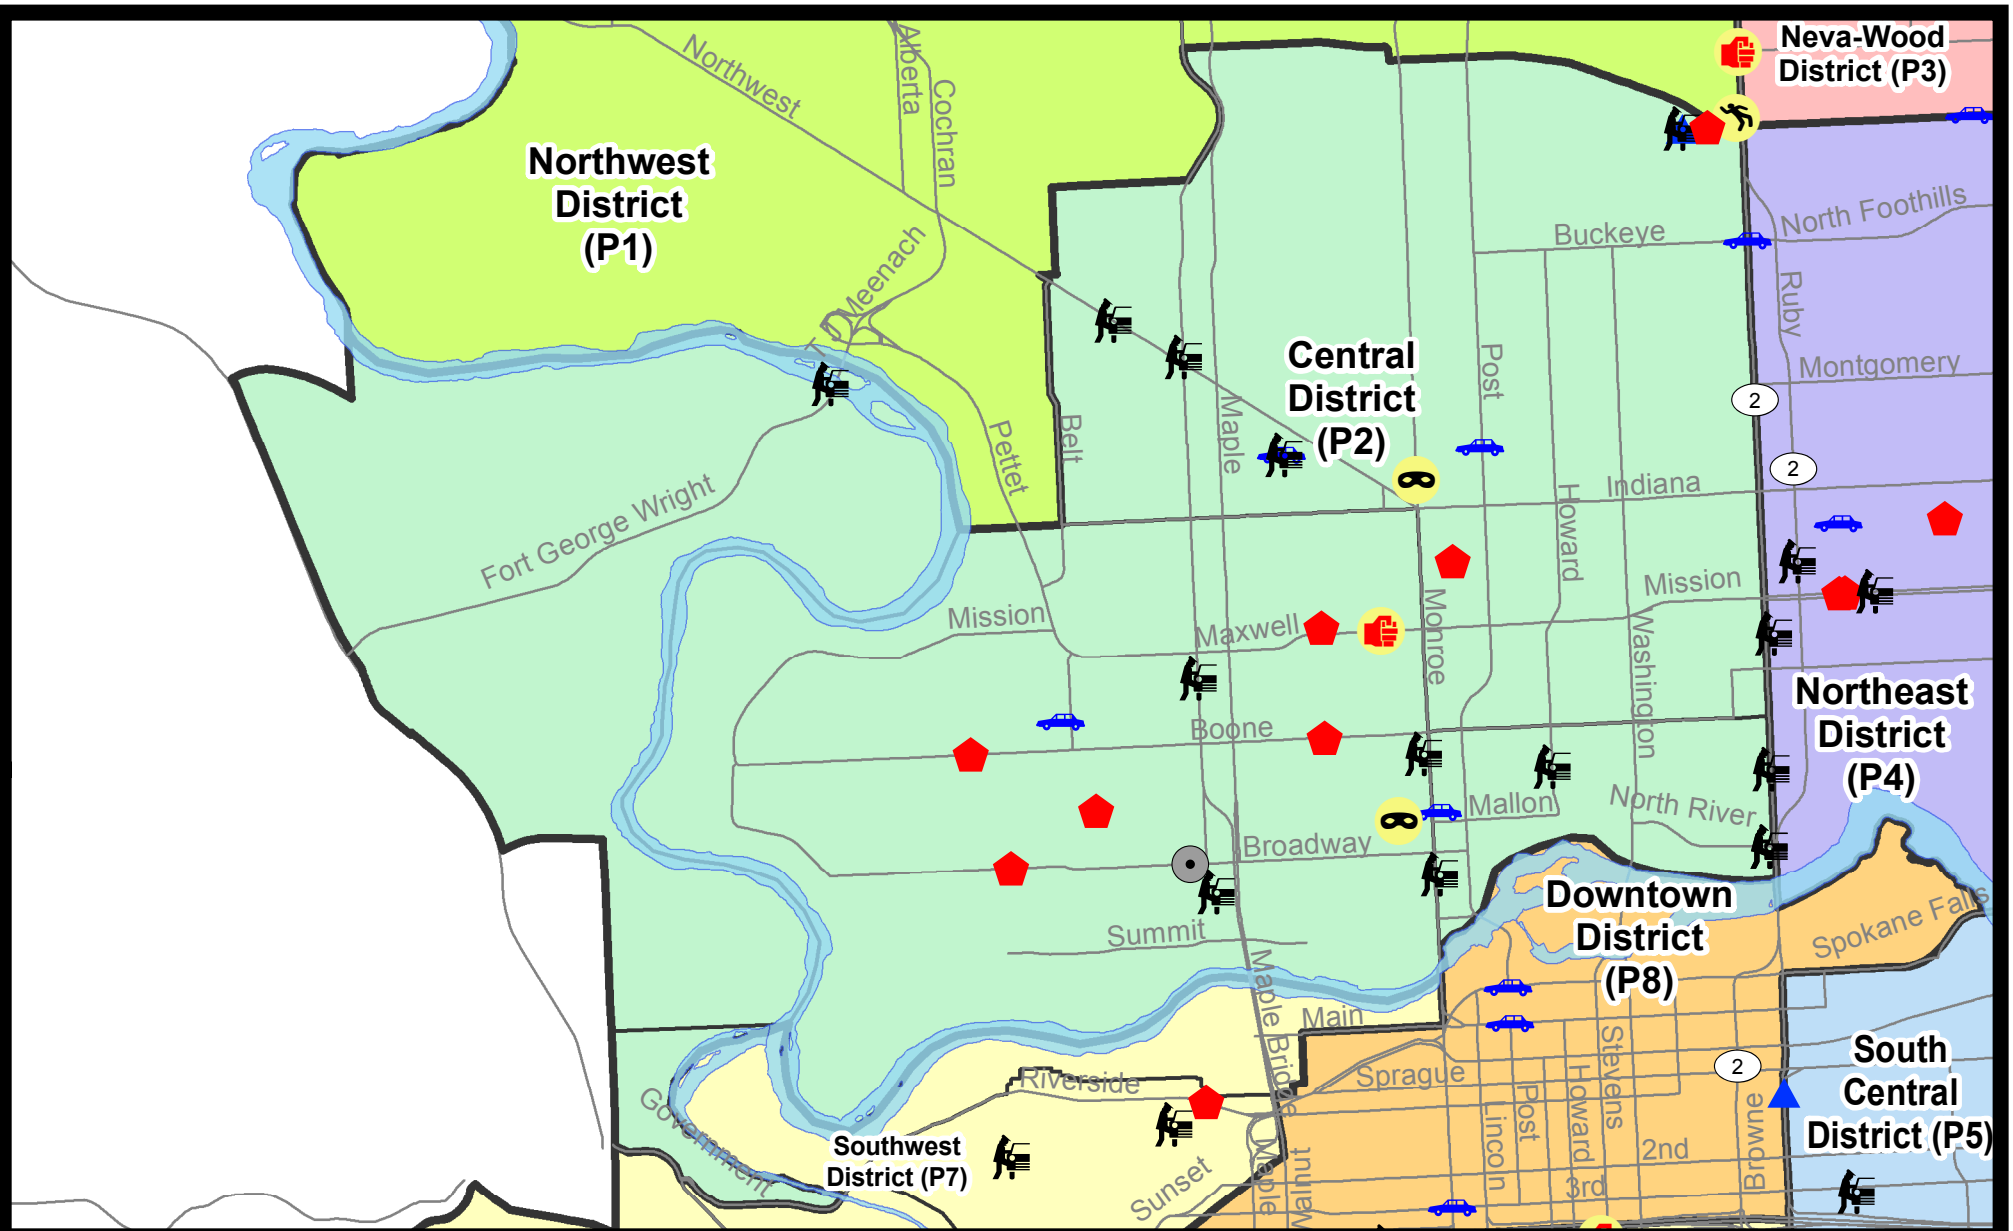 Neva-Wood
District (P3)
Northwest
Alberta
Cochran
Northwest
District
(P1)
North Foothills
Buckeye
T J Meenach
Ruby
Central
District
(P2)
Post
Montgomery
2
Maple
Belt
Pettet
2
Indiana
Howard
Fort George Wright
Mission
Mission
Maxwell
Monroe
Washington
Northeast
District
(P4)
Boone
Mallon
North River
Broadway
Downtown
District
(P8)
Spokane Falls
Summit
Maple Bridge
Main
Stevens
South
Central
District (P5)
2
Riverside
Sprague
Government
Post
Howard
Lincoln
Browne
Southwest
District (P7)
2nd
Sunset
Maple
Walnut
3rd